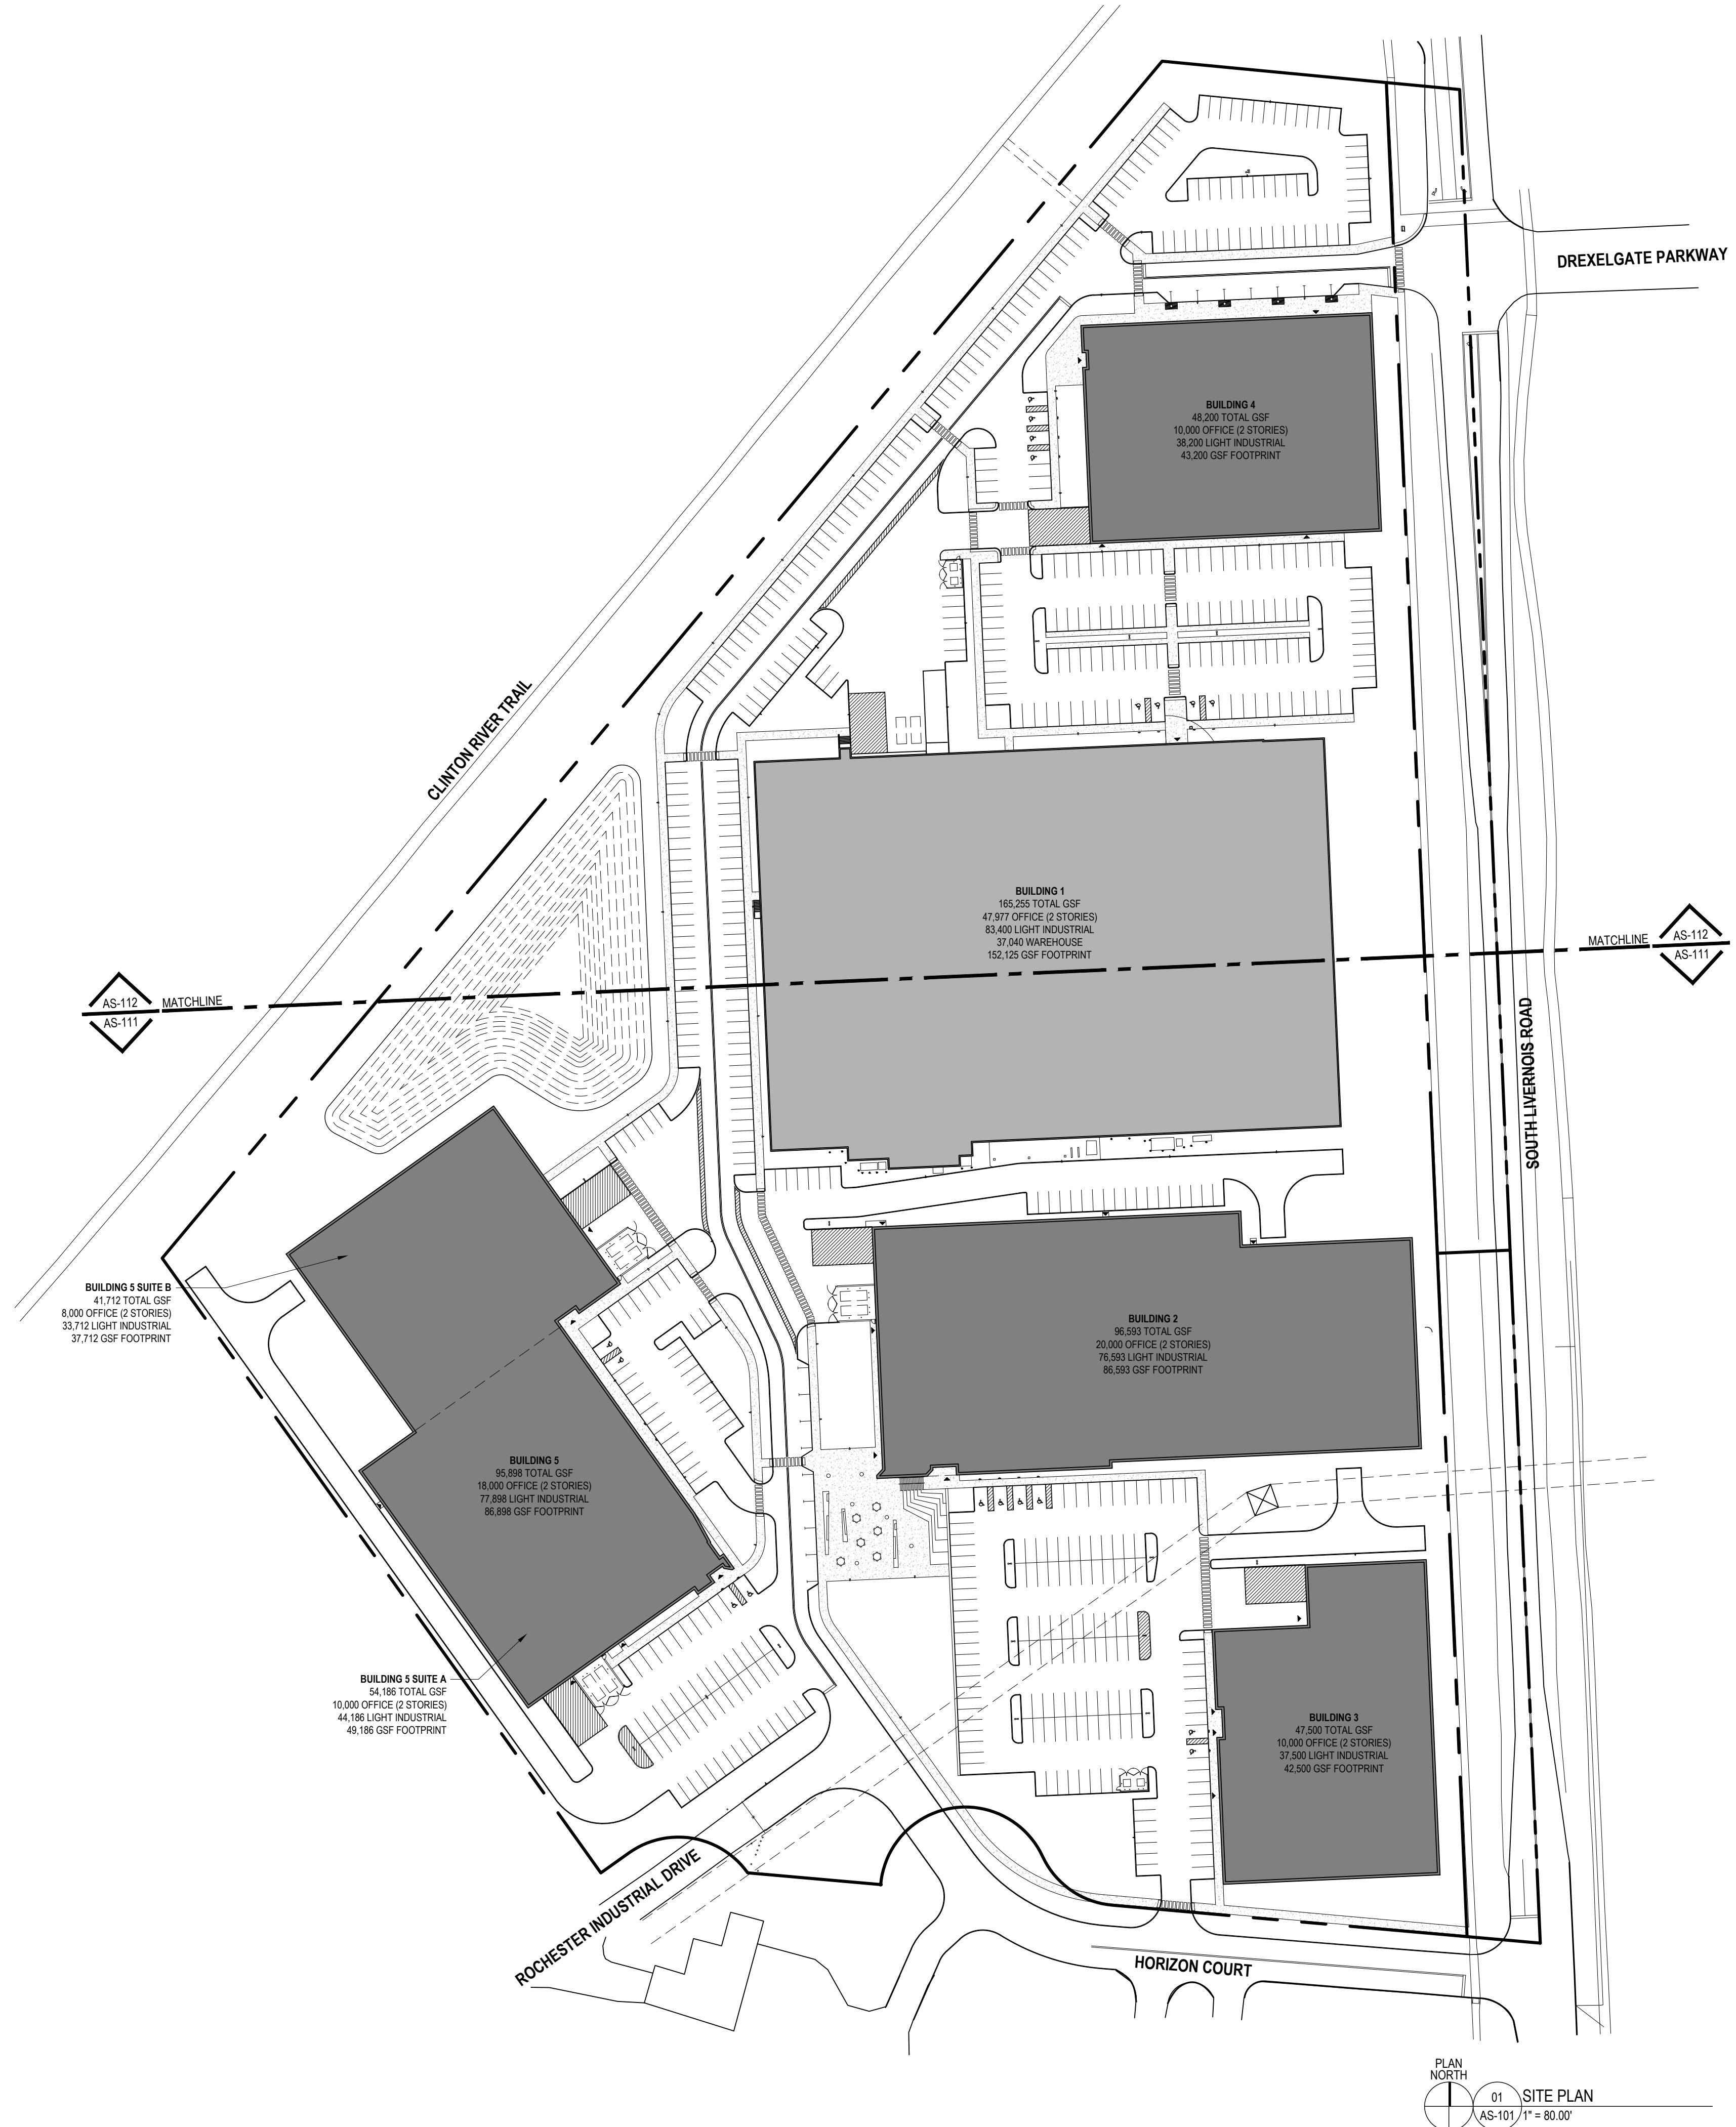 DREXELGATE PARKWAY
BUILDING 4
48,200 TOTAL GSF
10,000 OFFICE (2 STORIES)
38,200 LIGHT INDUSTRIAL
43,200 GSF FOOTPRINT
CLINTON RIVER TRAIL
BUILDING 1
165,255 TOTAL GSF
47,977 OFFICE (2 STORIES)
83,400 LIGHT INDUSTRIAL
37,040 WAREHOUSE
152,125 GSF FOOTPRINT
MATCHLINE
AS-112
AS-111
AS-112
AS-111
MATCHLINE
SOUTH LIVERNOIS ROAD
BUILDING 5 SUITE B
41,712 TOTAL GSF
8,000 OFFICE (2 STORIES)
33,712 LIGHT INDUSTRIAL
37,712 GSF FOOTPRINT
BUILDING 2
96,593 TOTAL GSF
20,000 OFFICE (2 STORIES)
76,593 LIGHT INDUSTRIAL
86,593 GSF FOOTPRINT
BUILDING 5
95,898 TOTAL GSF
18,000 OFFICE (2 STORIES)
77,898 LIGHT INDUSTRIAL
86,898 GSF FOOTPRINT
BUILDING 5 SUITE A
54,186 TOTAL GSF
10,000 OFFICE (2 STORIES)
44,186 LIGHT INDUSTRIAL
49,186 GSF FOOTPRINT
BUILDING 3
47,500 TOTAL GSF
10,000 OFFICE (2 STORIES)
37,500 LIGHT INDUSTRIAL
42,500 GSF FOOTPRINT
ROCHESTER INDUSTRIAL DRIVE
HORIZON COURT
PLAN
NORTH
01
AS-101
SITE PLAN
1" = 80.00'